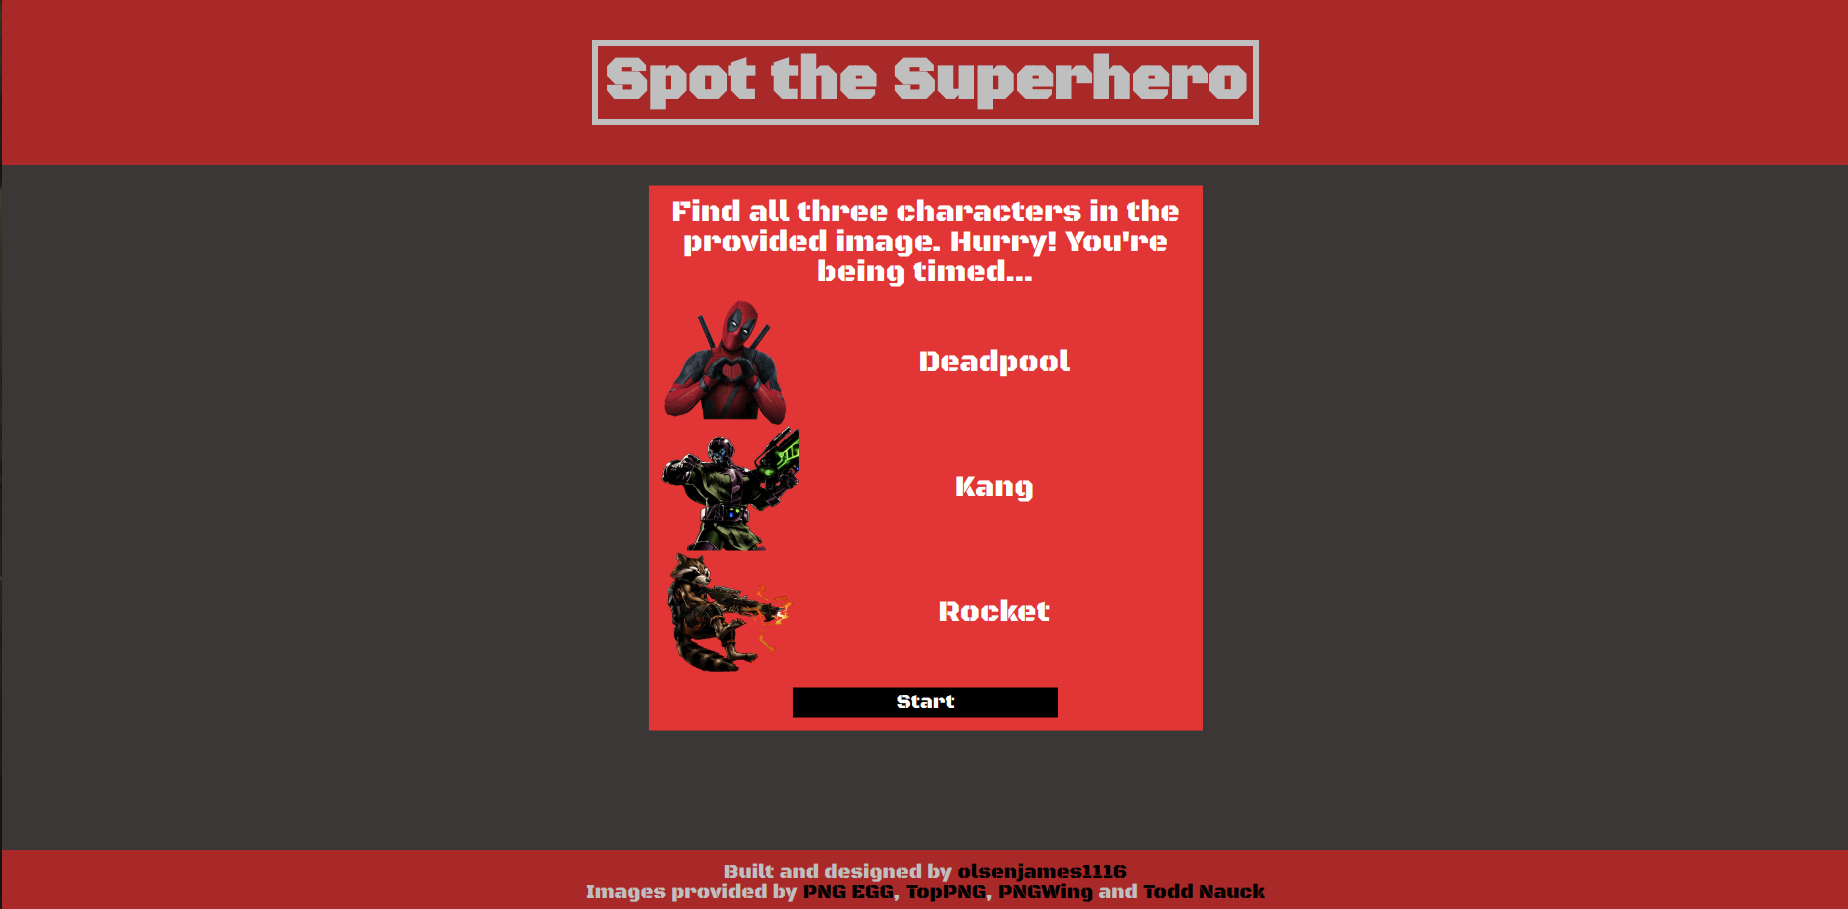 Spot the Superhero
Find all three characters in the
provided image. Hurry! You're
being timed...
Deadpool
Kang
Rocket
Start
Built and designed by olsenjames1116
Images provided by PNG EGG, TopPNG, PNGWing and Todd Nauck